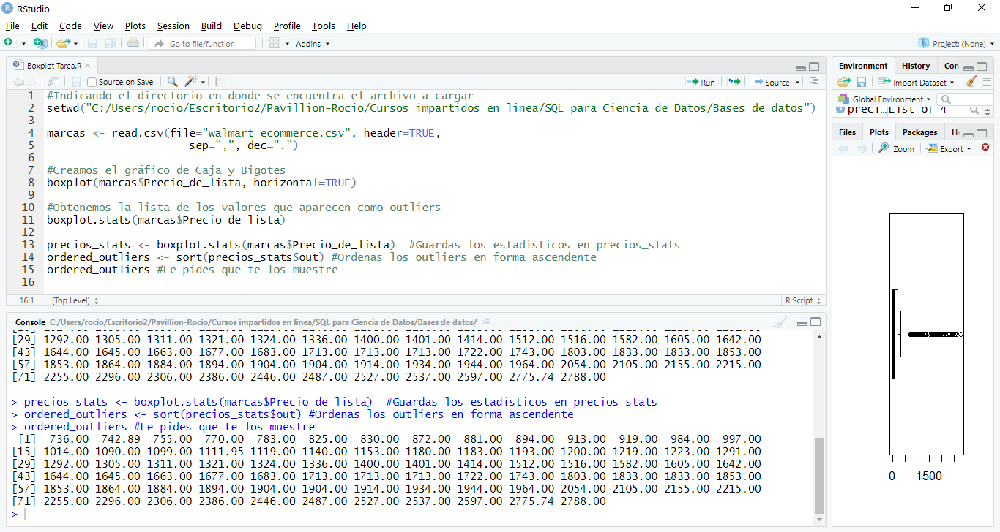 RStudio
File Edit Code View Plots Session Build Debug Profile Tools Help
Go to file/function Addins Project: (None)
Boxplot Tarea.R
Source on Save Run Source
1 #Indicando el directorio en donde se encuentra el archivo a cargar
2 setwd("C:/Users/rocio/Escritorio2/Pavillion-Rocio/Cursos impartidos en linea/SQL para Ciencia de Datos/Bases de datos")
3
4 marcas <- read.csv(file="walmart_ecommerce.csv", header=TRUE,
5 sep=",", dec=".")
6
7 #Creamos el gráfico de Caja y Bigotes
8 boxplot(marcas$Precio_de_lista, horizontal=TRUE)
9
10 #Obtenemos la lista de los valores que aparecen como outliers
11 boxplot.stats(marcas$Precio_de_lista)
12
13 precios_stats <- boxplot.stats(marcas$Precio_de_lista) #Guardas los estadísticos en precios_stats
14 ordered_outliers <- sort(precios_stats$out) #Ordenas los outliers en forma ascendente
15 ordered_outliers #Le pides que te los muestre
16
16:1 (Top Level) R Script
Console C:/Users/rocio/Escritorio2/Pavillion-Rocio/Cursos impartidos en linea/SQL para Ciencia de Datos/Bases de datos/
[29] 1292.00 1305.00 1311.00 1321.00 1324.00 1336.00 1400.00 1401.00 1414.00 1512.00 1516.00 1582.00 1605.00 1642.00
[43] 1644.00 1645.00 1663.00 1677.00 1683.00 1713.00 1713.00 1713.00 1722.00 1743.00 1803.00 1833.00 1833.00 1853.00
[57] 1853.00 1864.00 1884.00 1894.00 1904.00 1904.00 1914.00 1934.00 1944.00 1964.00 2054.00 2105.00 2155.00 2215.00
[71] 2255.00 2296.00 2306.00 2386.00 2446.00 2487.00 2527.00 2537.00 2597.00 2775.74 2788.00
> precios_stats <- boxplot.stats(marcas$Precio_de_lista) #Guardas los estadísticos en precios_stats
> ordered_outliers <- sort(precios_stats$out) #Ordenas los outliers en forma ascendente
> ordered_outliers #Le pides que te los muestre
[1] 736.00 742.89 755.00 770.00 783.00 825.00 830.00 872.00 881.00 894.00 913.00 919.00 984.00 997.00
[15] 1014.00 1090.00 1099.00 1111.95 1119.00 1140.00 1153.00 1180.00 1183.00 1193.00 1200.00 1219.00 1223.00 1291.00
[29] 1292.00 1305.00 1311.00 1321.00 1324.00 1336.00 1400.00 1401.00 1414.00 1512.00 1516.00 1582.00 1605.00 1642.00
[43] 1644.00 1645.00 1663.00 1677.00 1683.00 1713.00 1713.00 1713.00 1722.00 1743.00 1803.00 1833.00 1833.00 1853.00
[57] 1853.00 1864.00 1884.00 1894.00 1904.00 1904.00 1914.00 1934.00 1944.00 1964.00 2054.00 2105.00 2155.00 2215.00
[71] 2255.00 2296.00 2306.00 2386.00 2446.00 2487.00 2527.00 2537.00 2597.00 2775.74 2788.00
>
Environment History Con
Import Dataset
Global Environment
preci… List of 4
Files Plots Packages He
Zoom Export
0 1500